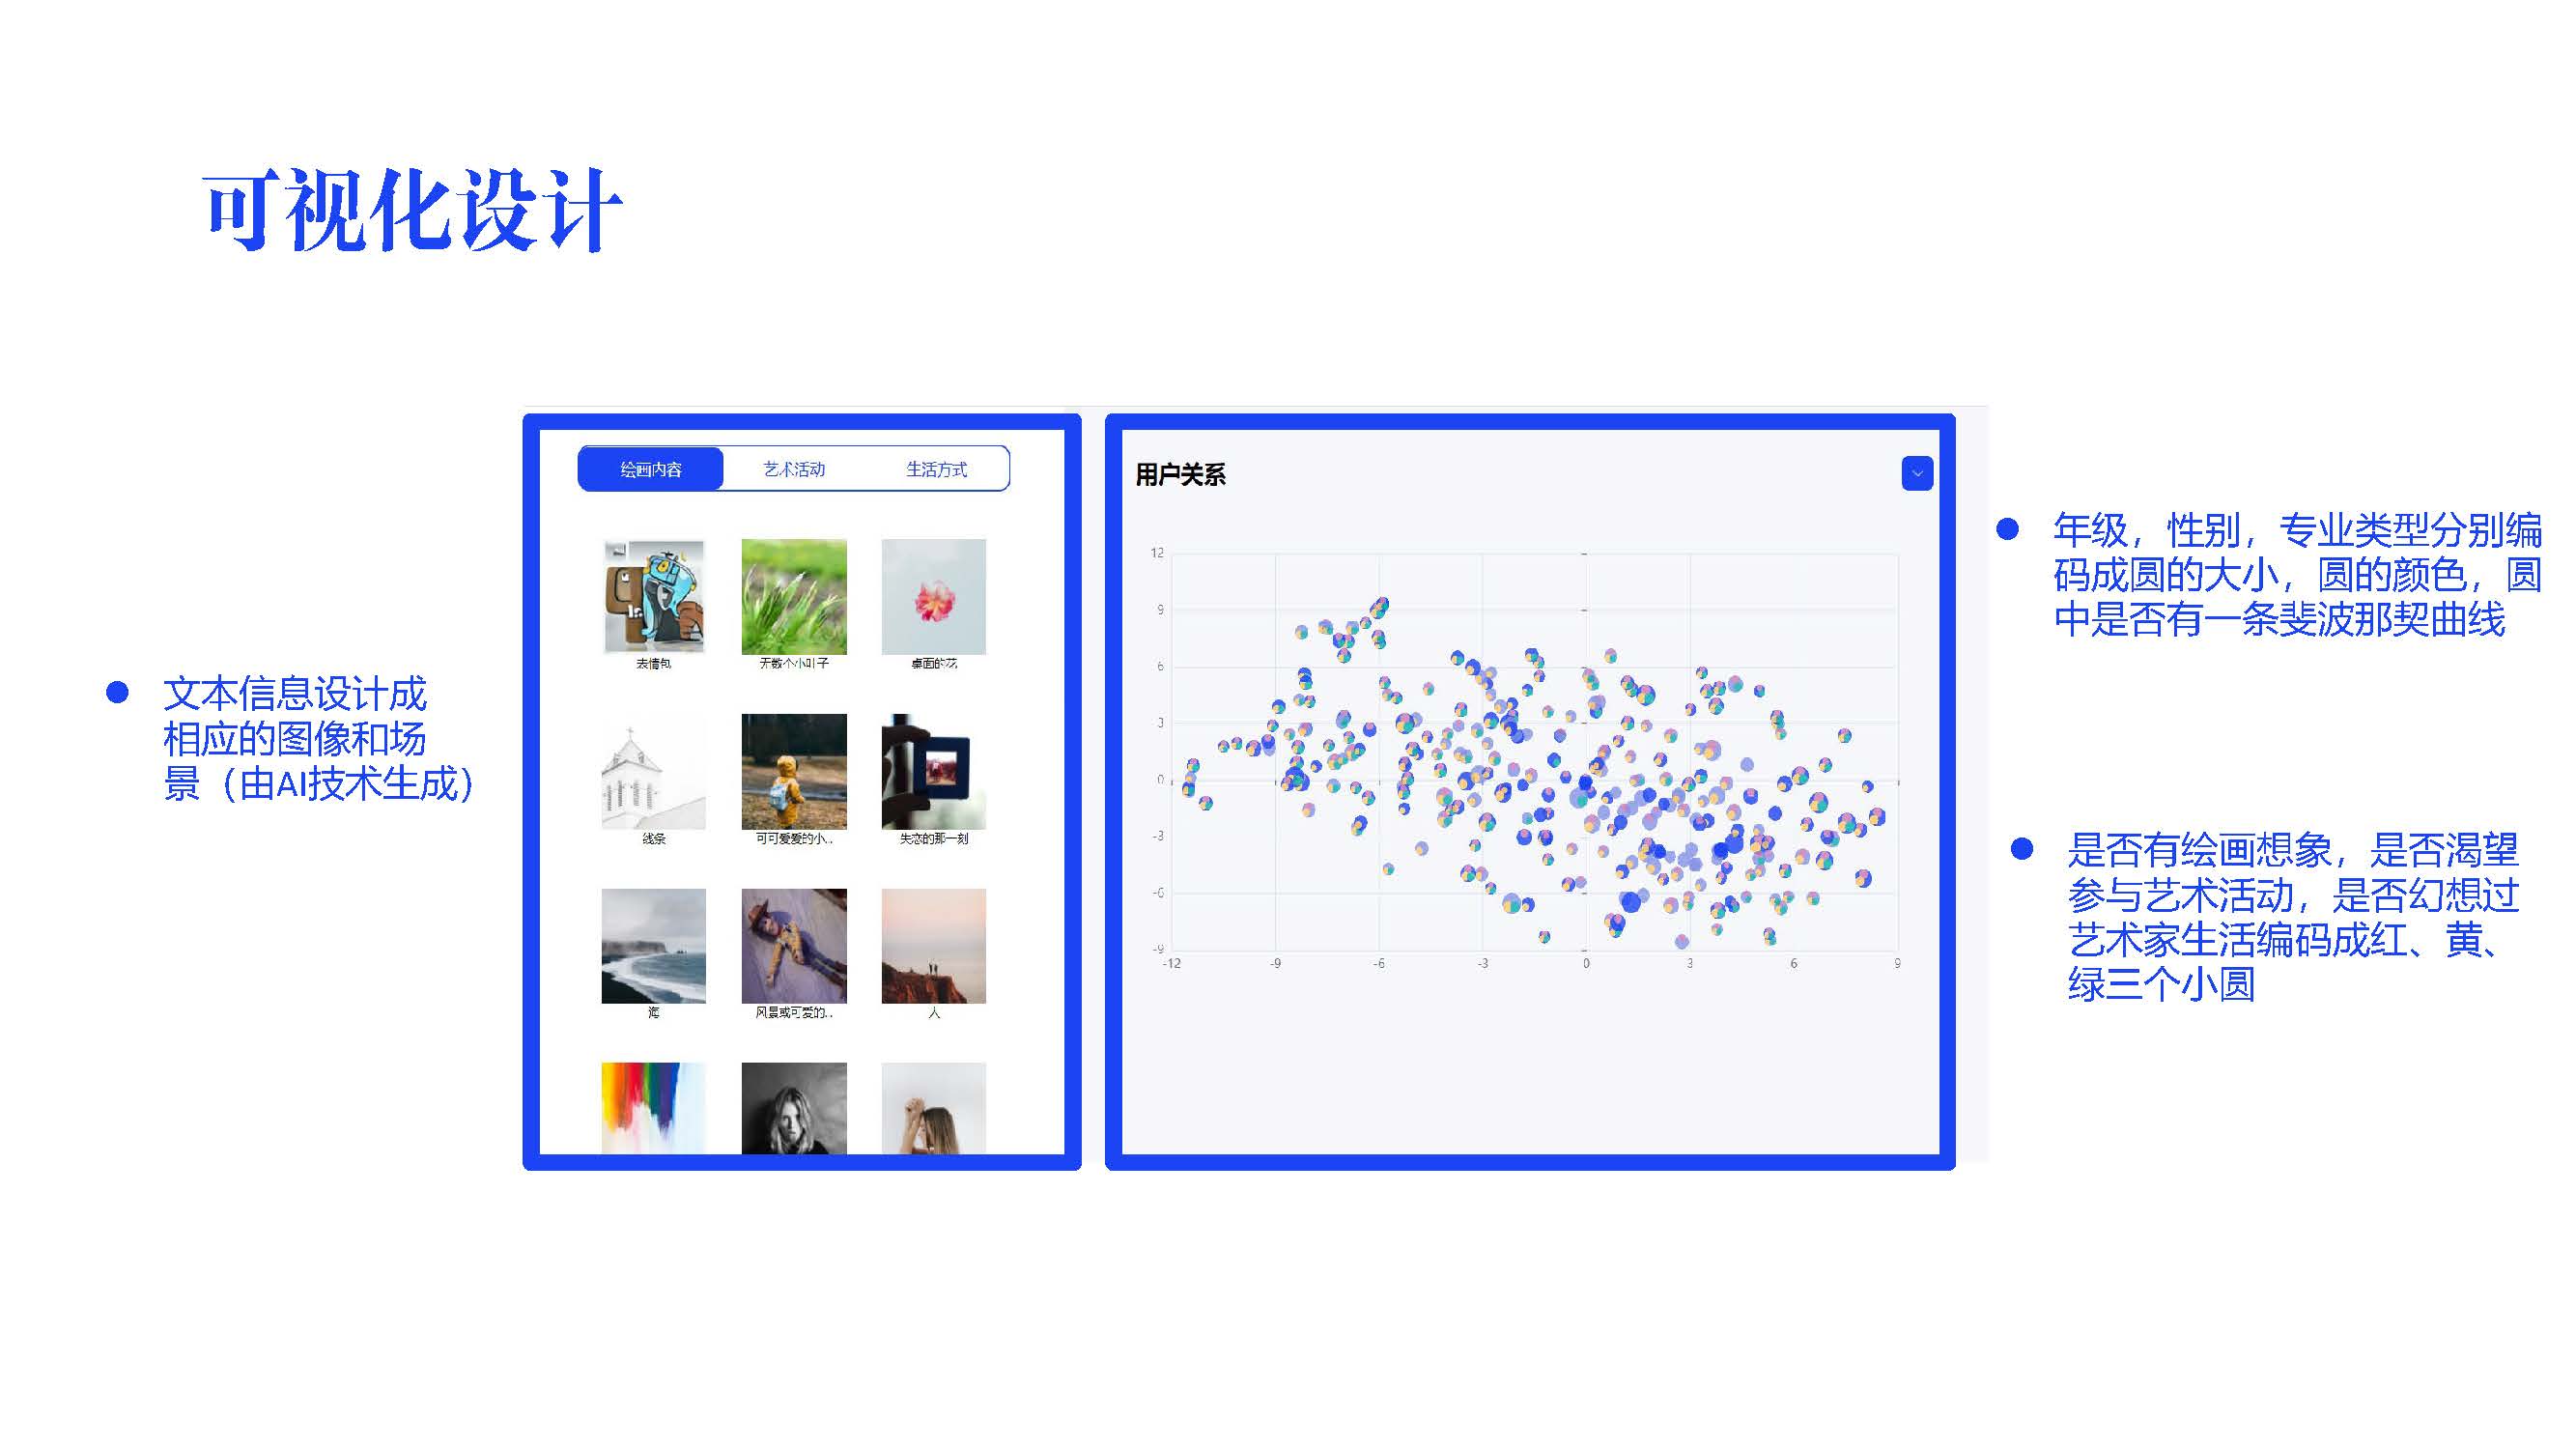 可视化设计
文本信息设计成
相应的图像和场
景（由AI技术生成）
绘画内容
艺术活动
生活方式
表情包
无数个小叶子
桌面的花
线条
可可爱爱的小..
失恋的那一刻
海
风景或可爱的..
人
用户关系
12
9
6
3
0
-3
-6
-9
-12
-9
-6
-3
0
3
6
9
年级，性别，专业类型分别编
码成圆的大小，圆的颜色，圆
中是否有一条斐波那契曲线
是否有绘画想象，是否渴望
参与艺术活动，是否幻想过
艺术家生活编码成红、黄、
绿三个小圆